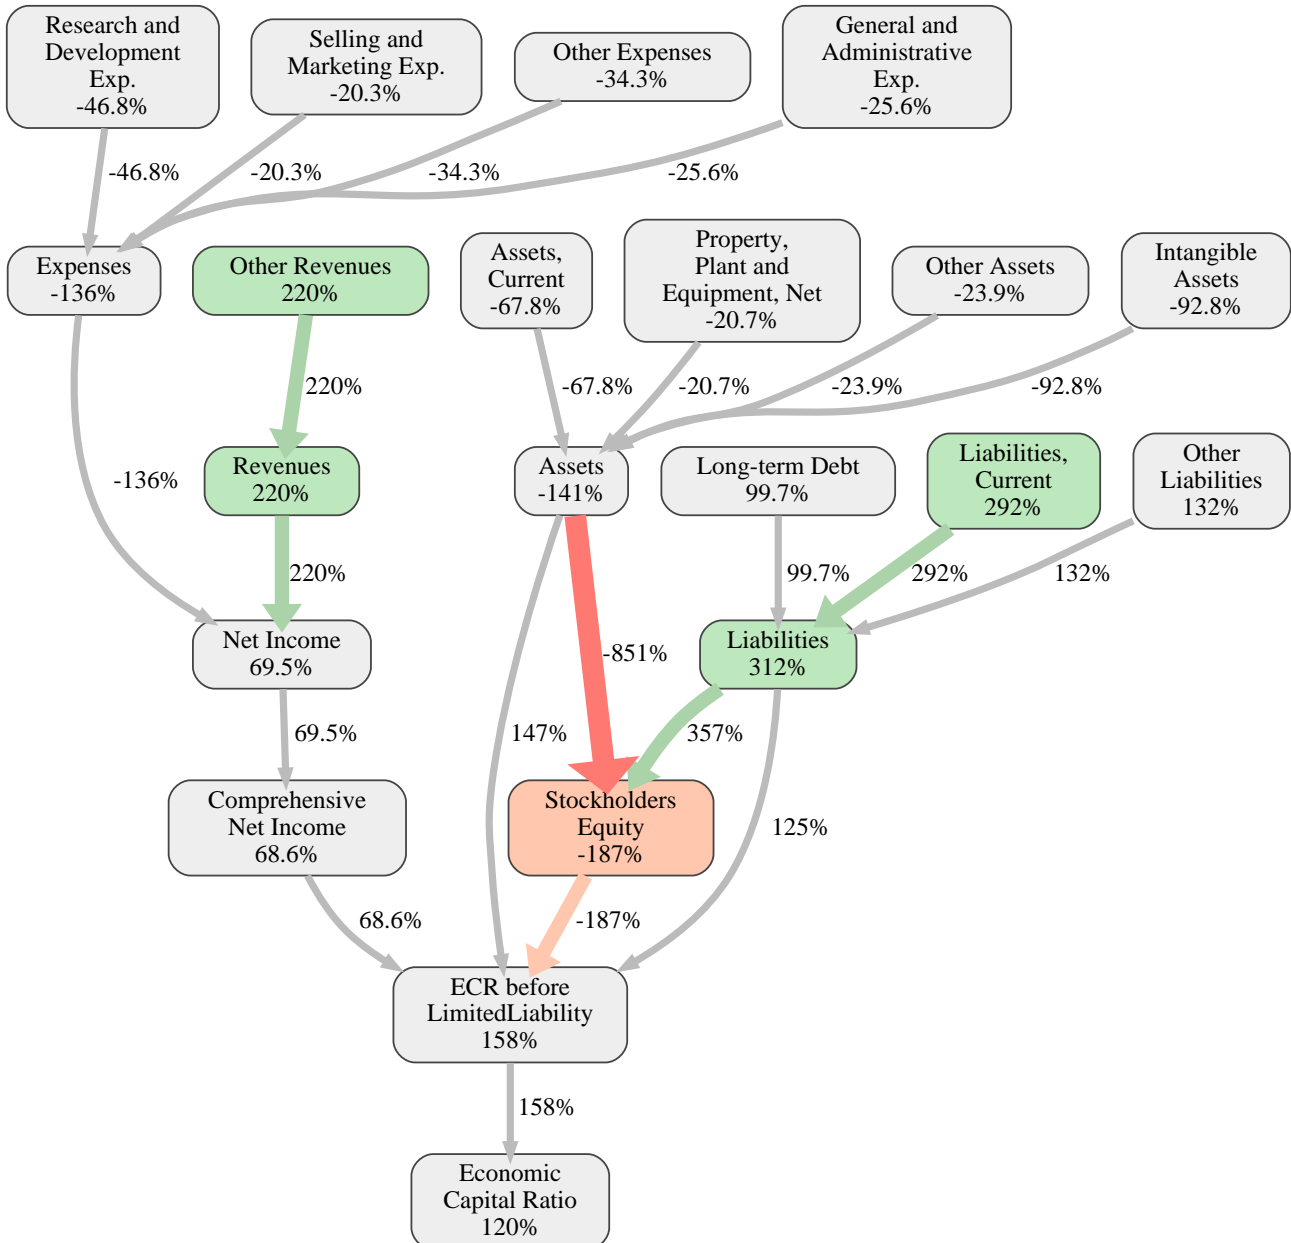 Research and
Development
Exp.
-46.8%
Selling and
Marketing Exp.
-20.3%
Other Expenses
-34.3%
General and
Administrative
Exp.
-25.6%
-46.8%
-20.3%
-34.3%
-25.6%
Expenses
-136%
Other Revenues
220%
Assets,
Current
-67.8%
Property,
Plant and
Equipment, Net
-20.7%
Other Assets
-23.9%
Intangible
Assets
-92.8%
220%
-67.8%
-20.7%
-23.9%
-92.8%
-136%
Revenues
220%
Assets
-141%
Long-term Debt
99.7%
Liabilities,
Current
292%
Other
Liabilities
132%
220%
99.7%
292%
132%
Net Income
69.5%
-851%
Liabilities
312%
69.5%
147%
357%
Comprehensive
Net Income
68.6%
Stockholders
Equity
-187%
125%
68.6%
-187%
ECR before
LimitedLiability
158%
158%
Economic
Capital Ratio
120%